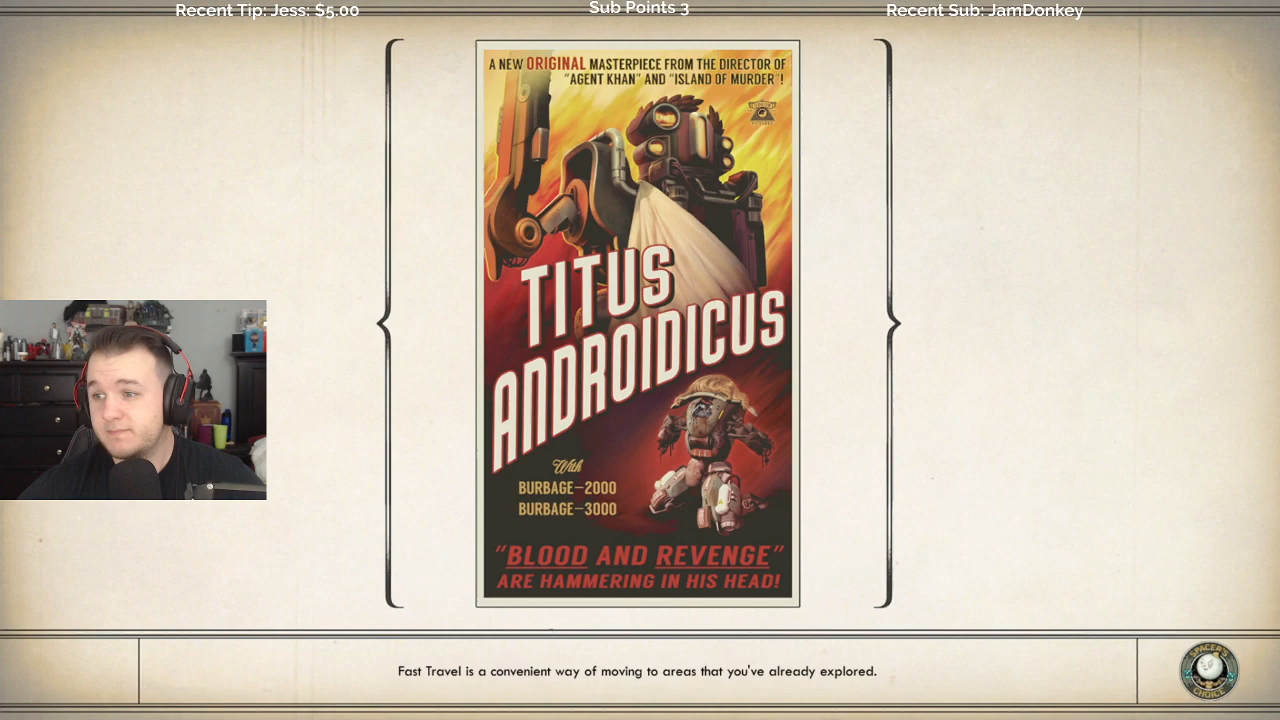 Recent Tip: Jess: $5.00
Sub Points 3
Recent Sub: JamDonkey
A NEW ORIGINAL MASTERPIECE FROM THE DIRECTOR OF
"AGENT KHAN" AND "ISLAND OF MURDER"!
TITUS
ANDROIDICUS
With
BURBAGE-2000
BURBAGE-3000
"BLOOD AND REVENGE"
ARE HAMMERING IN HIS HEAD!
Fast Travel is a convenient way of moving to areas that you've already explored.
SPACER'S
CHOICE